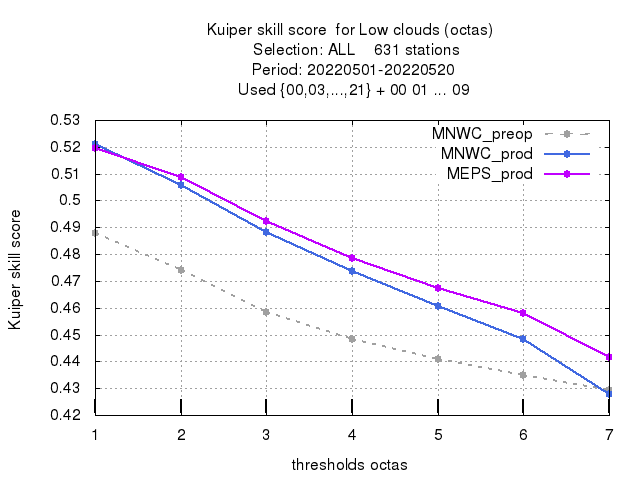 Kuiper skill score  for Low clouds (octas)
Selection: ALL    631 stations
Period: 20220501-20220520
Used {00,03,...,21} + 00 01 ... 09
MNWC_preop
MNWC_prod
MEPS_prod
Kuiper skill score
0.53
0.52
0.51
0.5
0.49
0.48
0.47
0.46
0.45
0.44
0.43
0.42
1 2 3 4 5 6 7
thresholds octas